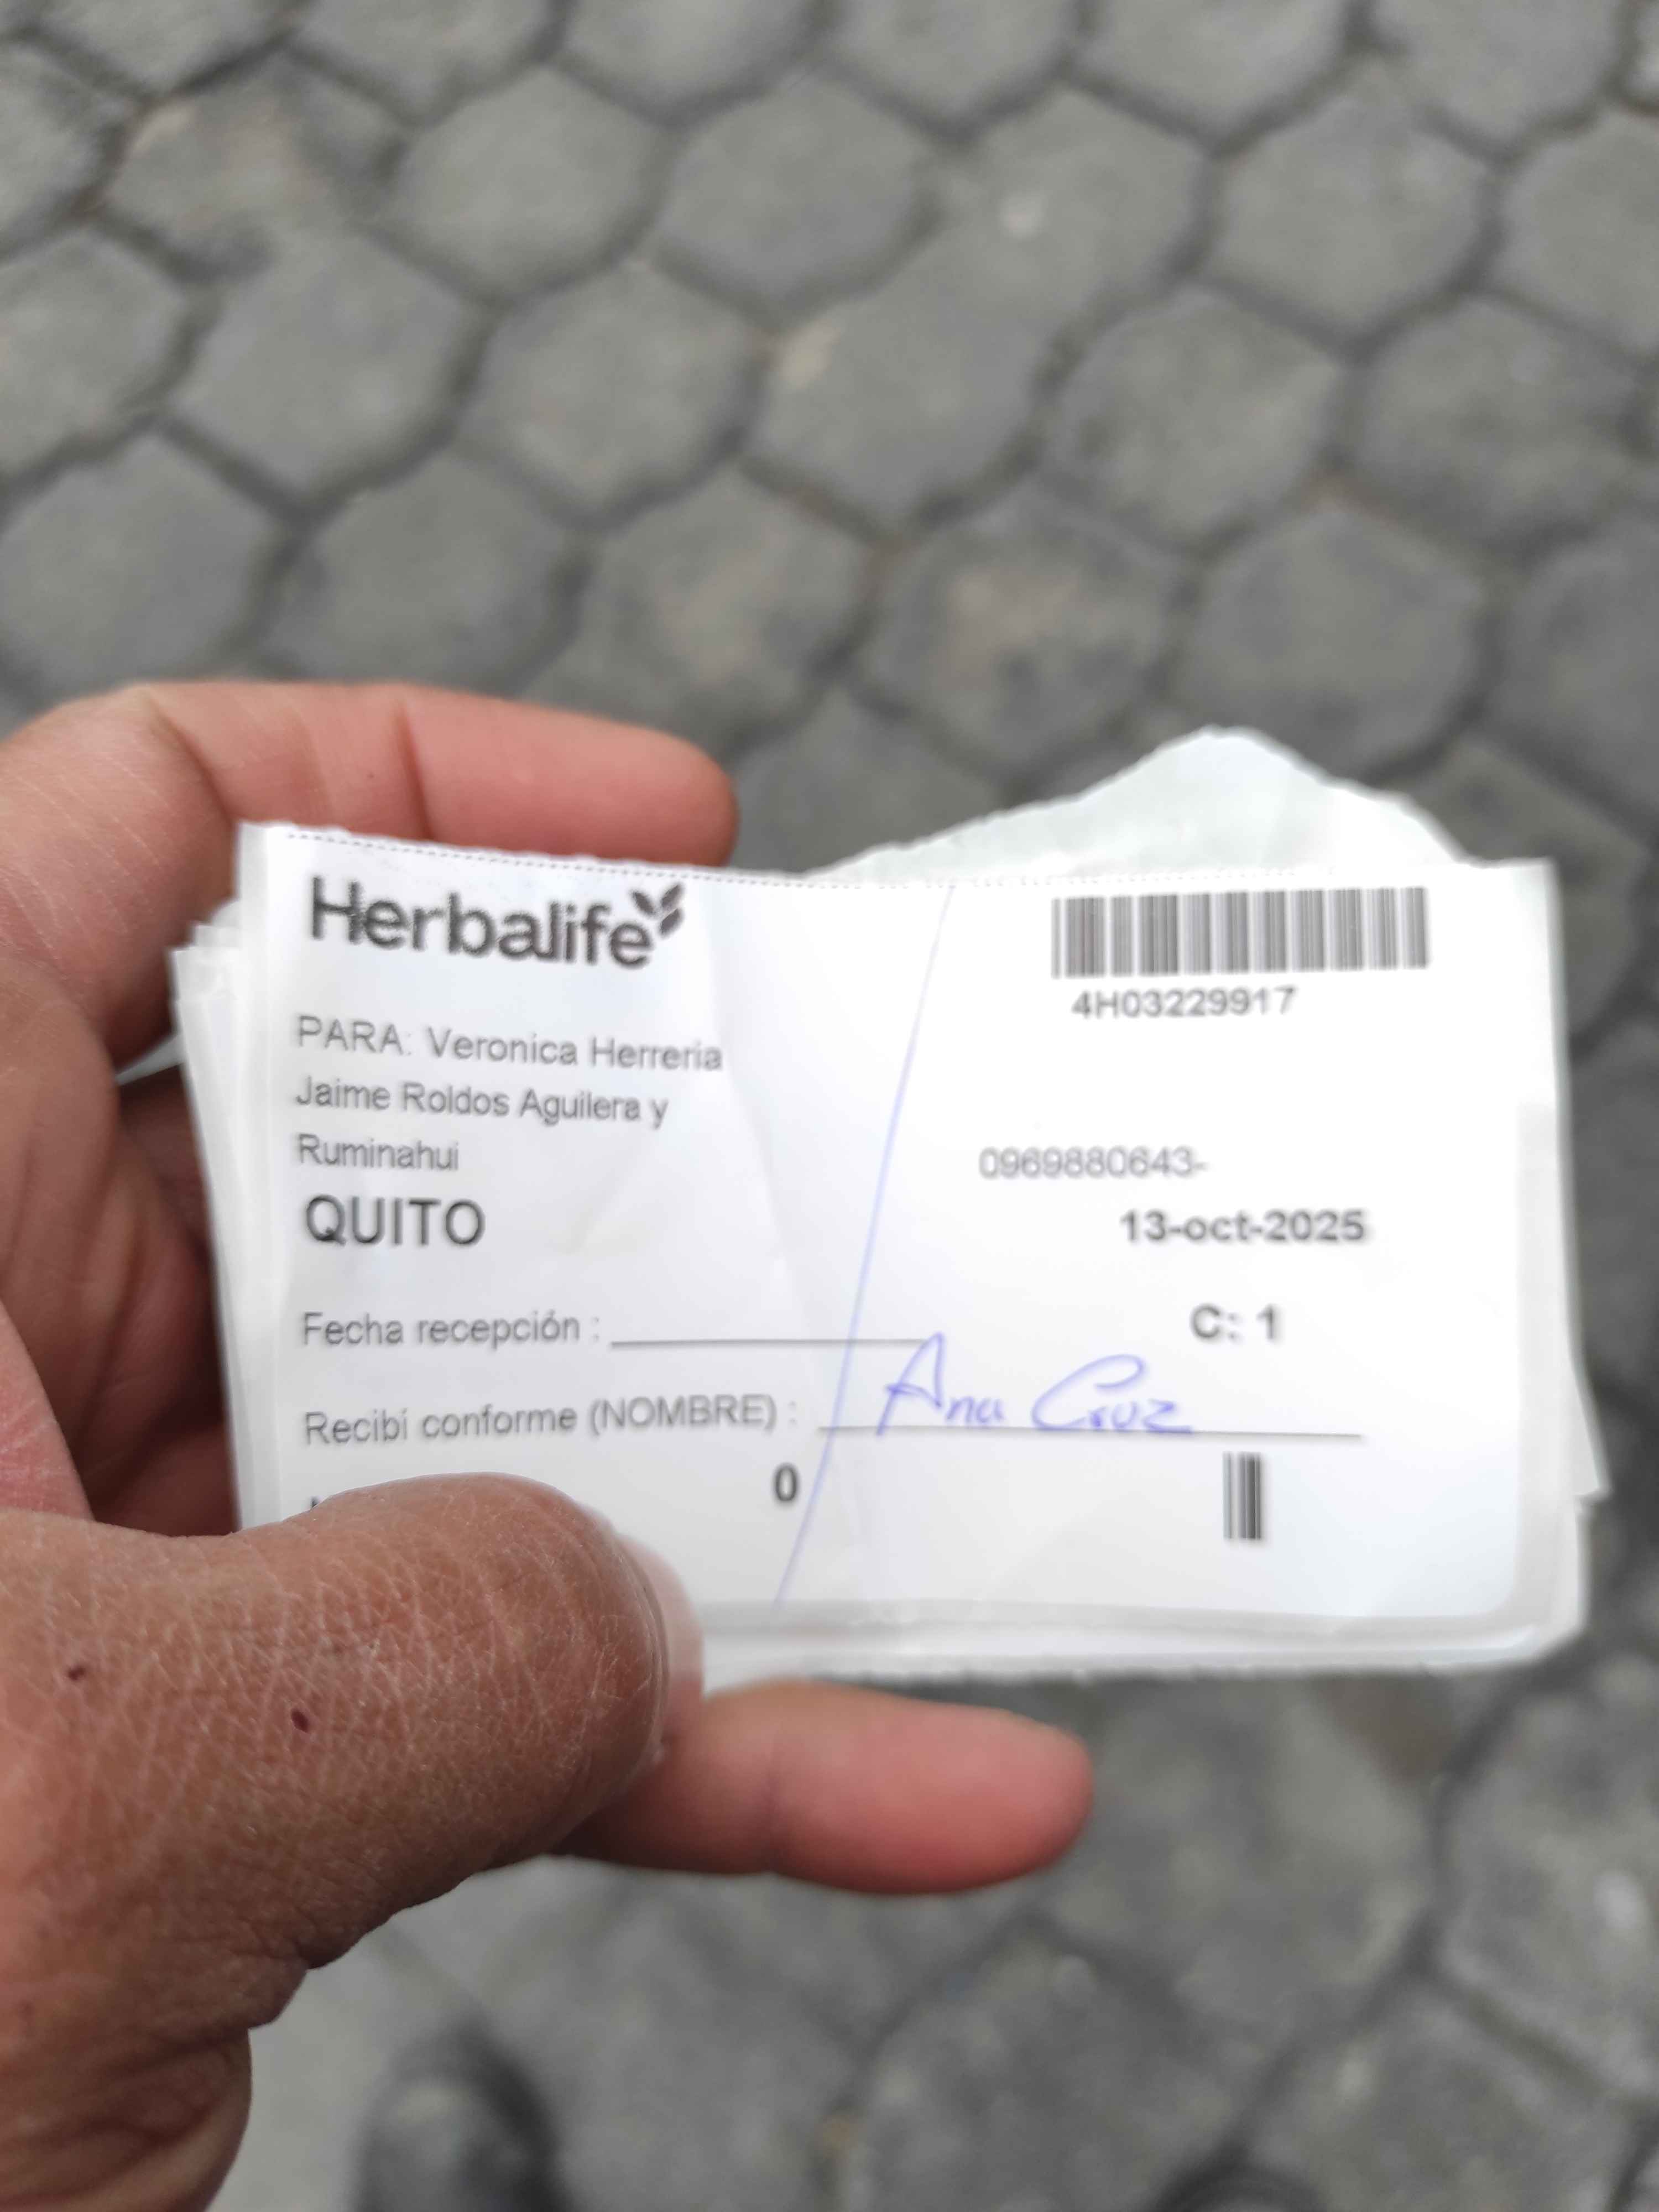 Herbalife
4H03229917
PARA: Veronica Herreria
Jaime Roldos Aguilera y
Ruminahui
0969880643-
QUITO
13-oct-2025
Fecha recepción :
C: 1
Recibí conforme (NOMBRE) : Ana Cruz
0